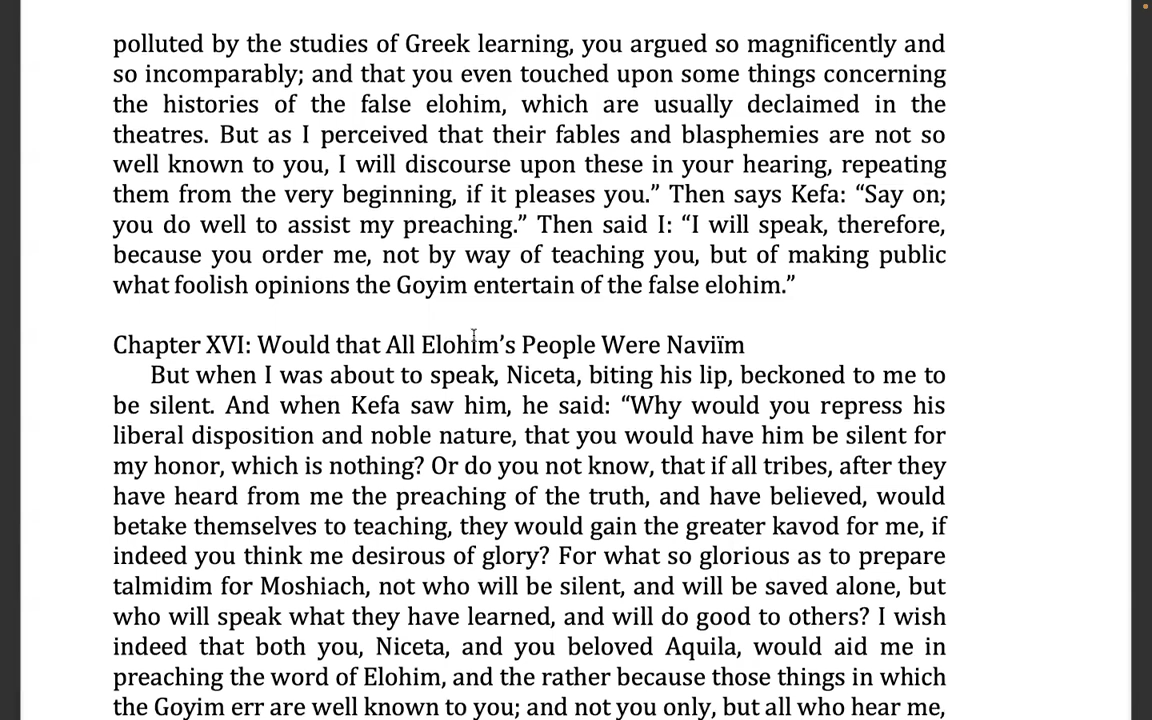 polluted by the studies of Greek learning, you argued so magnificently and
so incomparably; and that you even touched upon some things concerning
the histories of the false elohim, which are usually declaimed in the
theatres. But as I perceived that their fables and blasphemies are not so
well known to you, I will discourse upon these in your hearing, repeating
them from the very beginning, if it pleases you.” Then says Kefa: “Say on;
you do well to assist my preaching.” Then said I: “I will speak, therefore,
because you order me, not by way of teaching you, but of making public
what foolish opinions the Goyim entertain of the false elohim.”
Chapter XVI: Would that All Elohim’s People Were Naviïm
But when I was about to speak, Niceta, biting his lip, beckoned to me to
be silent. And when Kefa saw him, he said: “Why would you repress his
liberal disposition and noble nature, that you would have him be silent for
my honor, which is nothing? Or do you not know, that if all tribes, after they
have heard from me the preaching of the truth, and have believed, would
betake themselves to teaching, they would gain the greater kavod for me, if
indeed you think me desirous of glory? For what so glorious as to prepare
talmidim for Moshiach, not who will be silent, and will be saved alone, but
who will speak what they have learned, and will do good to others? I wish
indeed that both you, Niceta, and you beloved Aquila, would aid me in
preaching the word of Elohim, and the rather because those things in which
the Goyim err are well known to you; and not you only, but all who hear me,